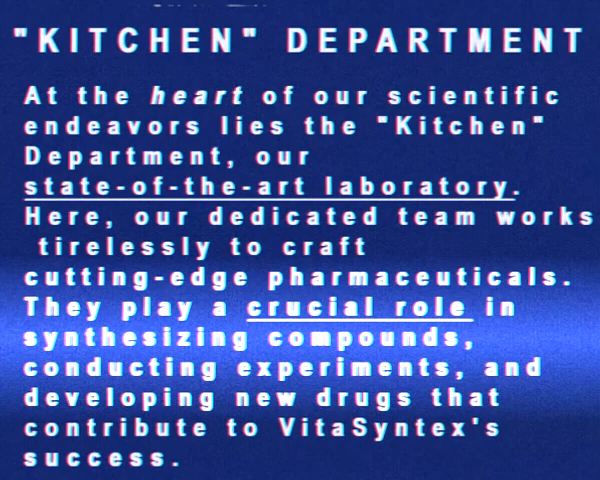 "KITCHEN" DEPARTMENT
At the heart of our scientific
endeavors lies the "Kitchen"
Department, our
state-of-the-art laboratory.
Here, our dedicated team works
tirelessly to craft
cutting-edge pharmaceuticals.
They play a crucial role in
synthesizing compounds,
conducting experiments, and
developing new drugs that
contribute to VitaSyntex's
success.